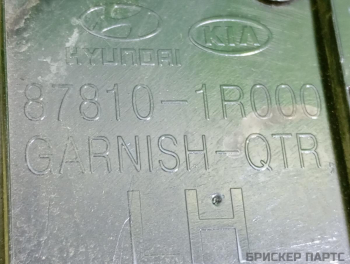 HYUNDAI KIA
87810-1R000
GARNISH-QTR
LH
БРИСКЕР ПАРТС